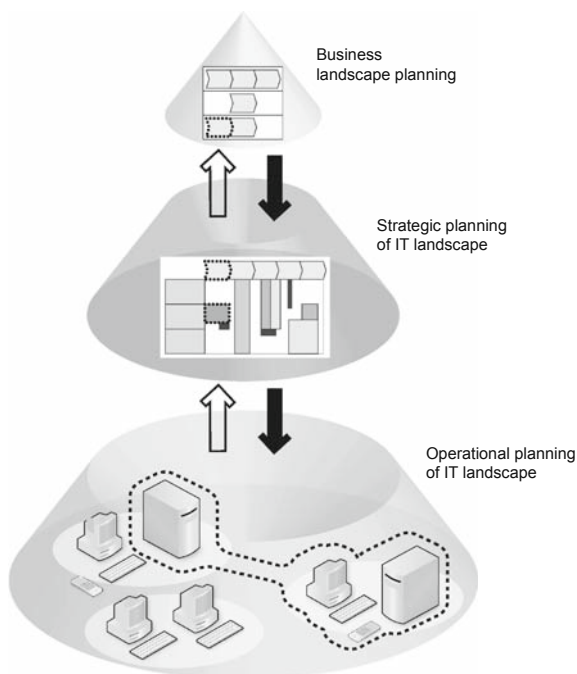 Business
landscape planning
Strategic planning
of IT landscape
Operational planning
of IT landscape